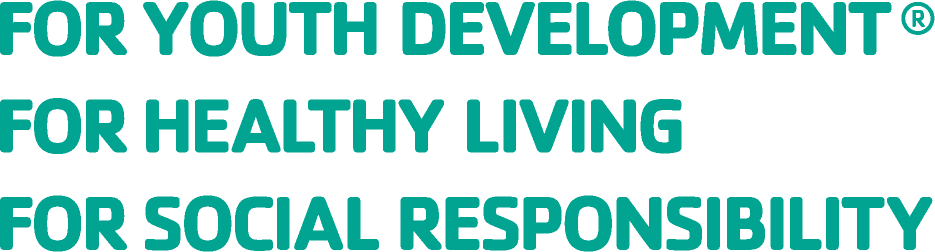 FOR YOUTH DEVELOPMENT®
FOR HEALTHY LIVING
FOR SOCIAL RESPONSIBILITY